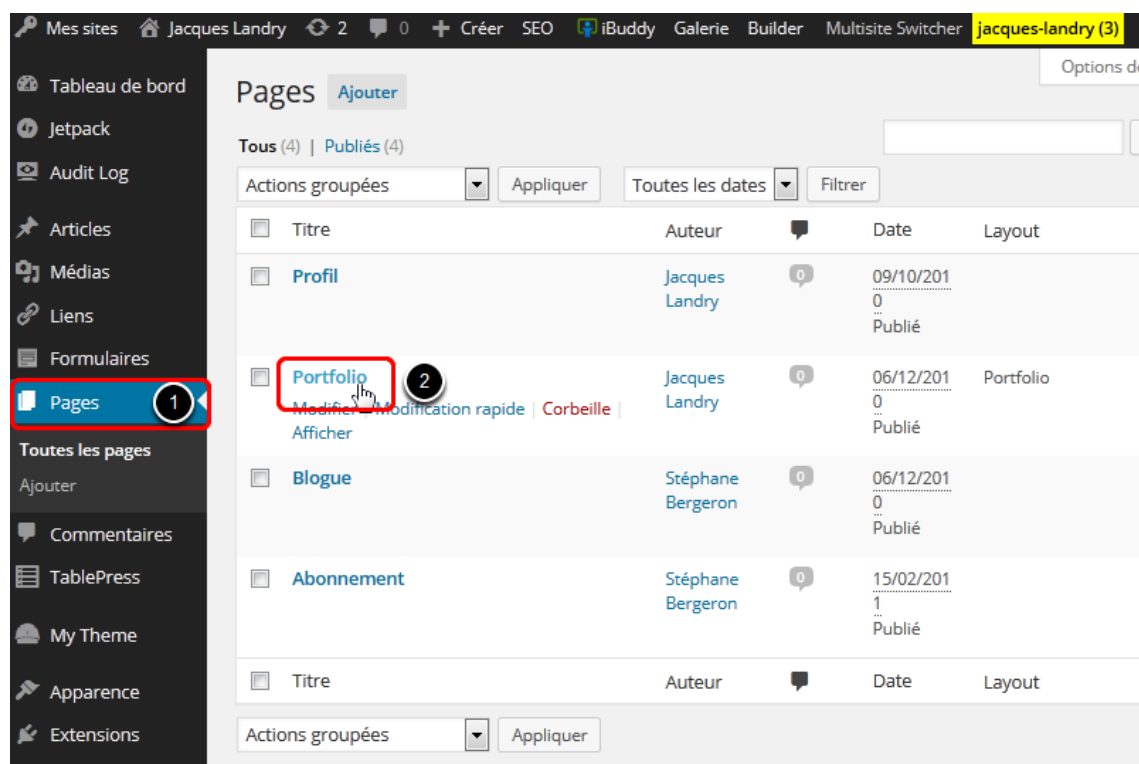 Mes sites Jacques Landry 2 0 + Créer SEO iBuddy Galerie Builder Multisite Switcher jacques-landry (3)
Options d
Tableau de bord
Jetpack
Audit Log
Articles
Médias
Liens
Formulaires
Pages 1
Toutes les pages
Ajouter
Commentaires
TablePress
My Theme
Apparence
Extensions
Pages Ajouter
Tous (4) | Publiés (4)
Actions groupées Appliquer Toutes les dates Filtrer
Titre Auteur Date Layout
Profil Jacques 0 09/10/201
Landry 0
Publié
Portfolio 2 Jacques 0 06/12/201 Portfolio
Modifier | Modification rapide | Corbeille | Landry 0
Afficher Publié
Blogue Stéphane 0 06/12/201
Bergeron 0
Publié
Abonnement Stéphane 0 15/02/201
Bergeron 1
Publié
Titre Auteur Date Layout
Actions groupées Appliquer